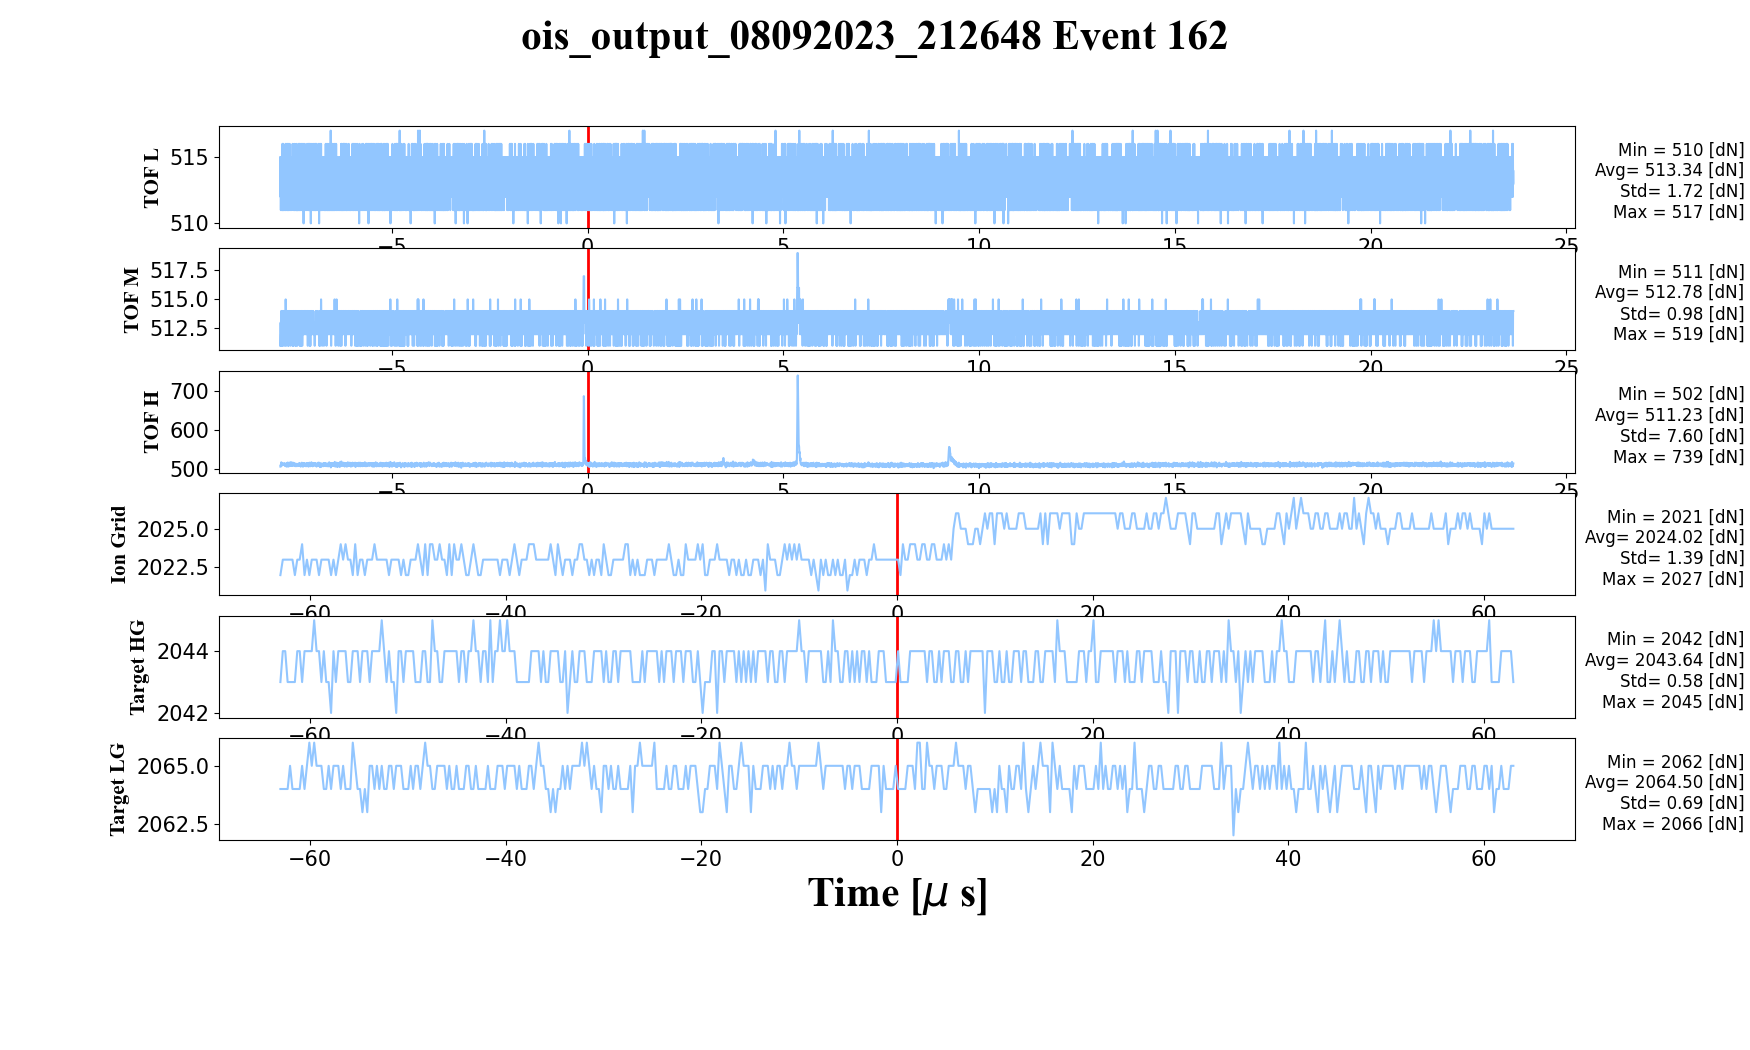 ois_output_08092023_212648 Event 162
TOF L
515
510
−5
0
5
10
15
20
25
Min = 510 [dN]
Avg= 513.34 [dN]
Std= 1.72 [dN]
Max = 517 [dN]
TOF M
517.5
515.0
512.5
−5
0
5
10
15
20
25
Min = 511 [dN]
Avg= 512.78 [dN]
Std= 0.98 [dN]
Max = 519 [dN]
TOF H
700
600
500
−5
0
5
10
15
20
25
Min = 502 [dN]
Avg= 511.23 [dN]
Std= 7.60 [dN]
Max = 739 [dN]
Ion Grid
2025.0
2022.5
−60
−40
−20
0
20
40
60
Min = 2021 [dN]
Avg= 2024.02 [dN]
Std= 1.39 [dN]
Max = 2027 [dN]
Target HG
2044
2042
−60
−40
−20
0
20
40
60
Min = 2042 [dN]
Avg= 2043.64 [dN]
Std= 0.58 [dN]
Max = 2045 [dN]
Target LG
2065.0
2062.5
−60
−40
−20
0
20
40
60
Min = 2062 [dN]
Avg= 2064.50 [dN]
Std= 0.69 [dN]
Max = 2066 [dN]
Time [μ s]